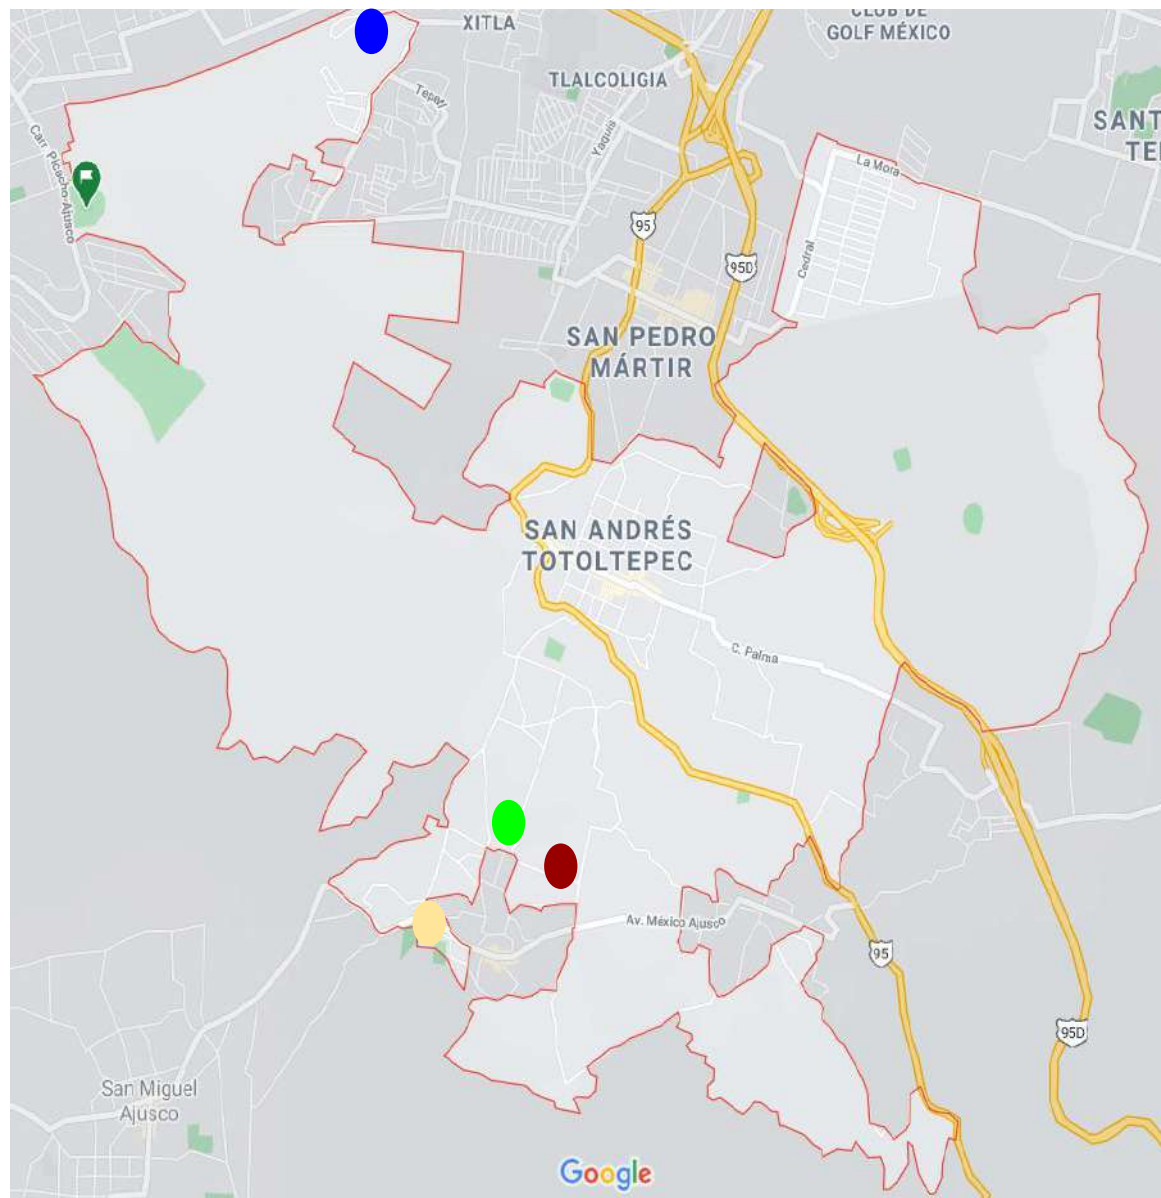 XITLA
CLUB DE
GOLF MÉXICO
TLALCOLIGIA
Tepay
Yaquis
SANT
TE
Carr. Picacho-Ajusco
La Mora
Cedral
95
95D
SAN PEDRO
MÁRTIR
SAN ANDRÉS
TOTOLTEPEC
C. Palma
Av. México Ajusco
95
95D
San Miguel
Ajusco
Google